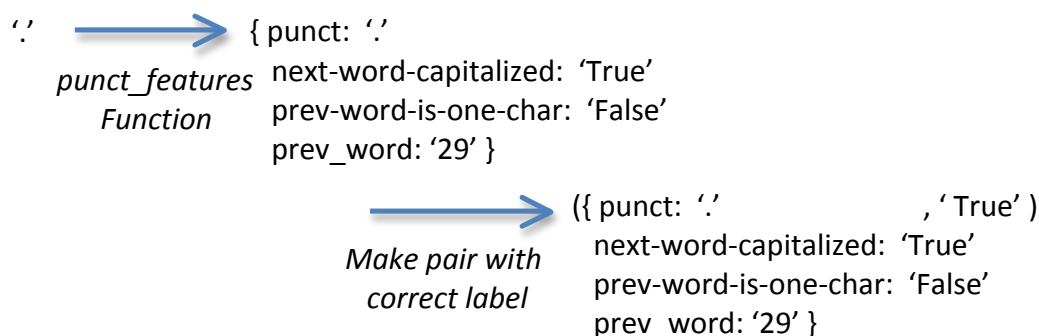 ‘.’ { punct: ‘.’
punct_features next-word-capitalized: ‘True’
Function prev-word-is-one-char: ‘False’
prev_word: ‘29’ }
({ punct: ‘.’ , ‘ True’ )
Make pair with next-word-capitalized: ‘True’
correct label prev-word-is-one-char: ‘False’
prev_word: ‘29’ }